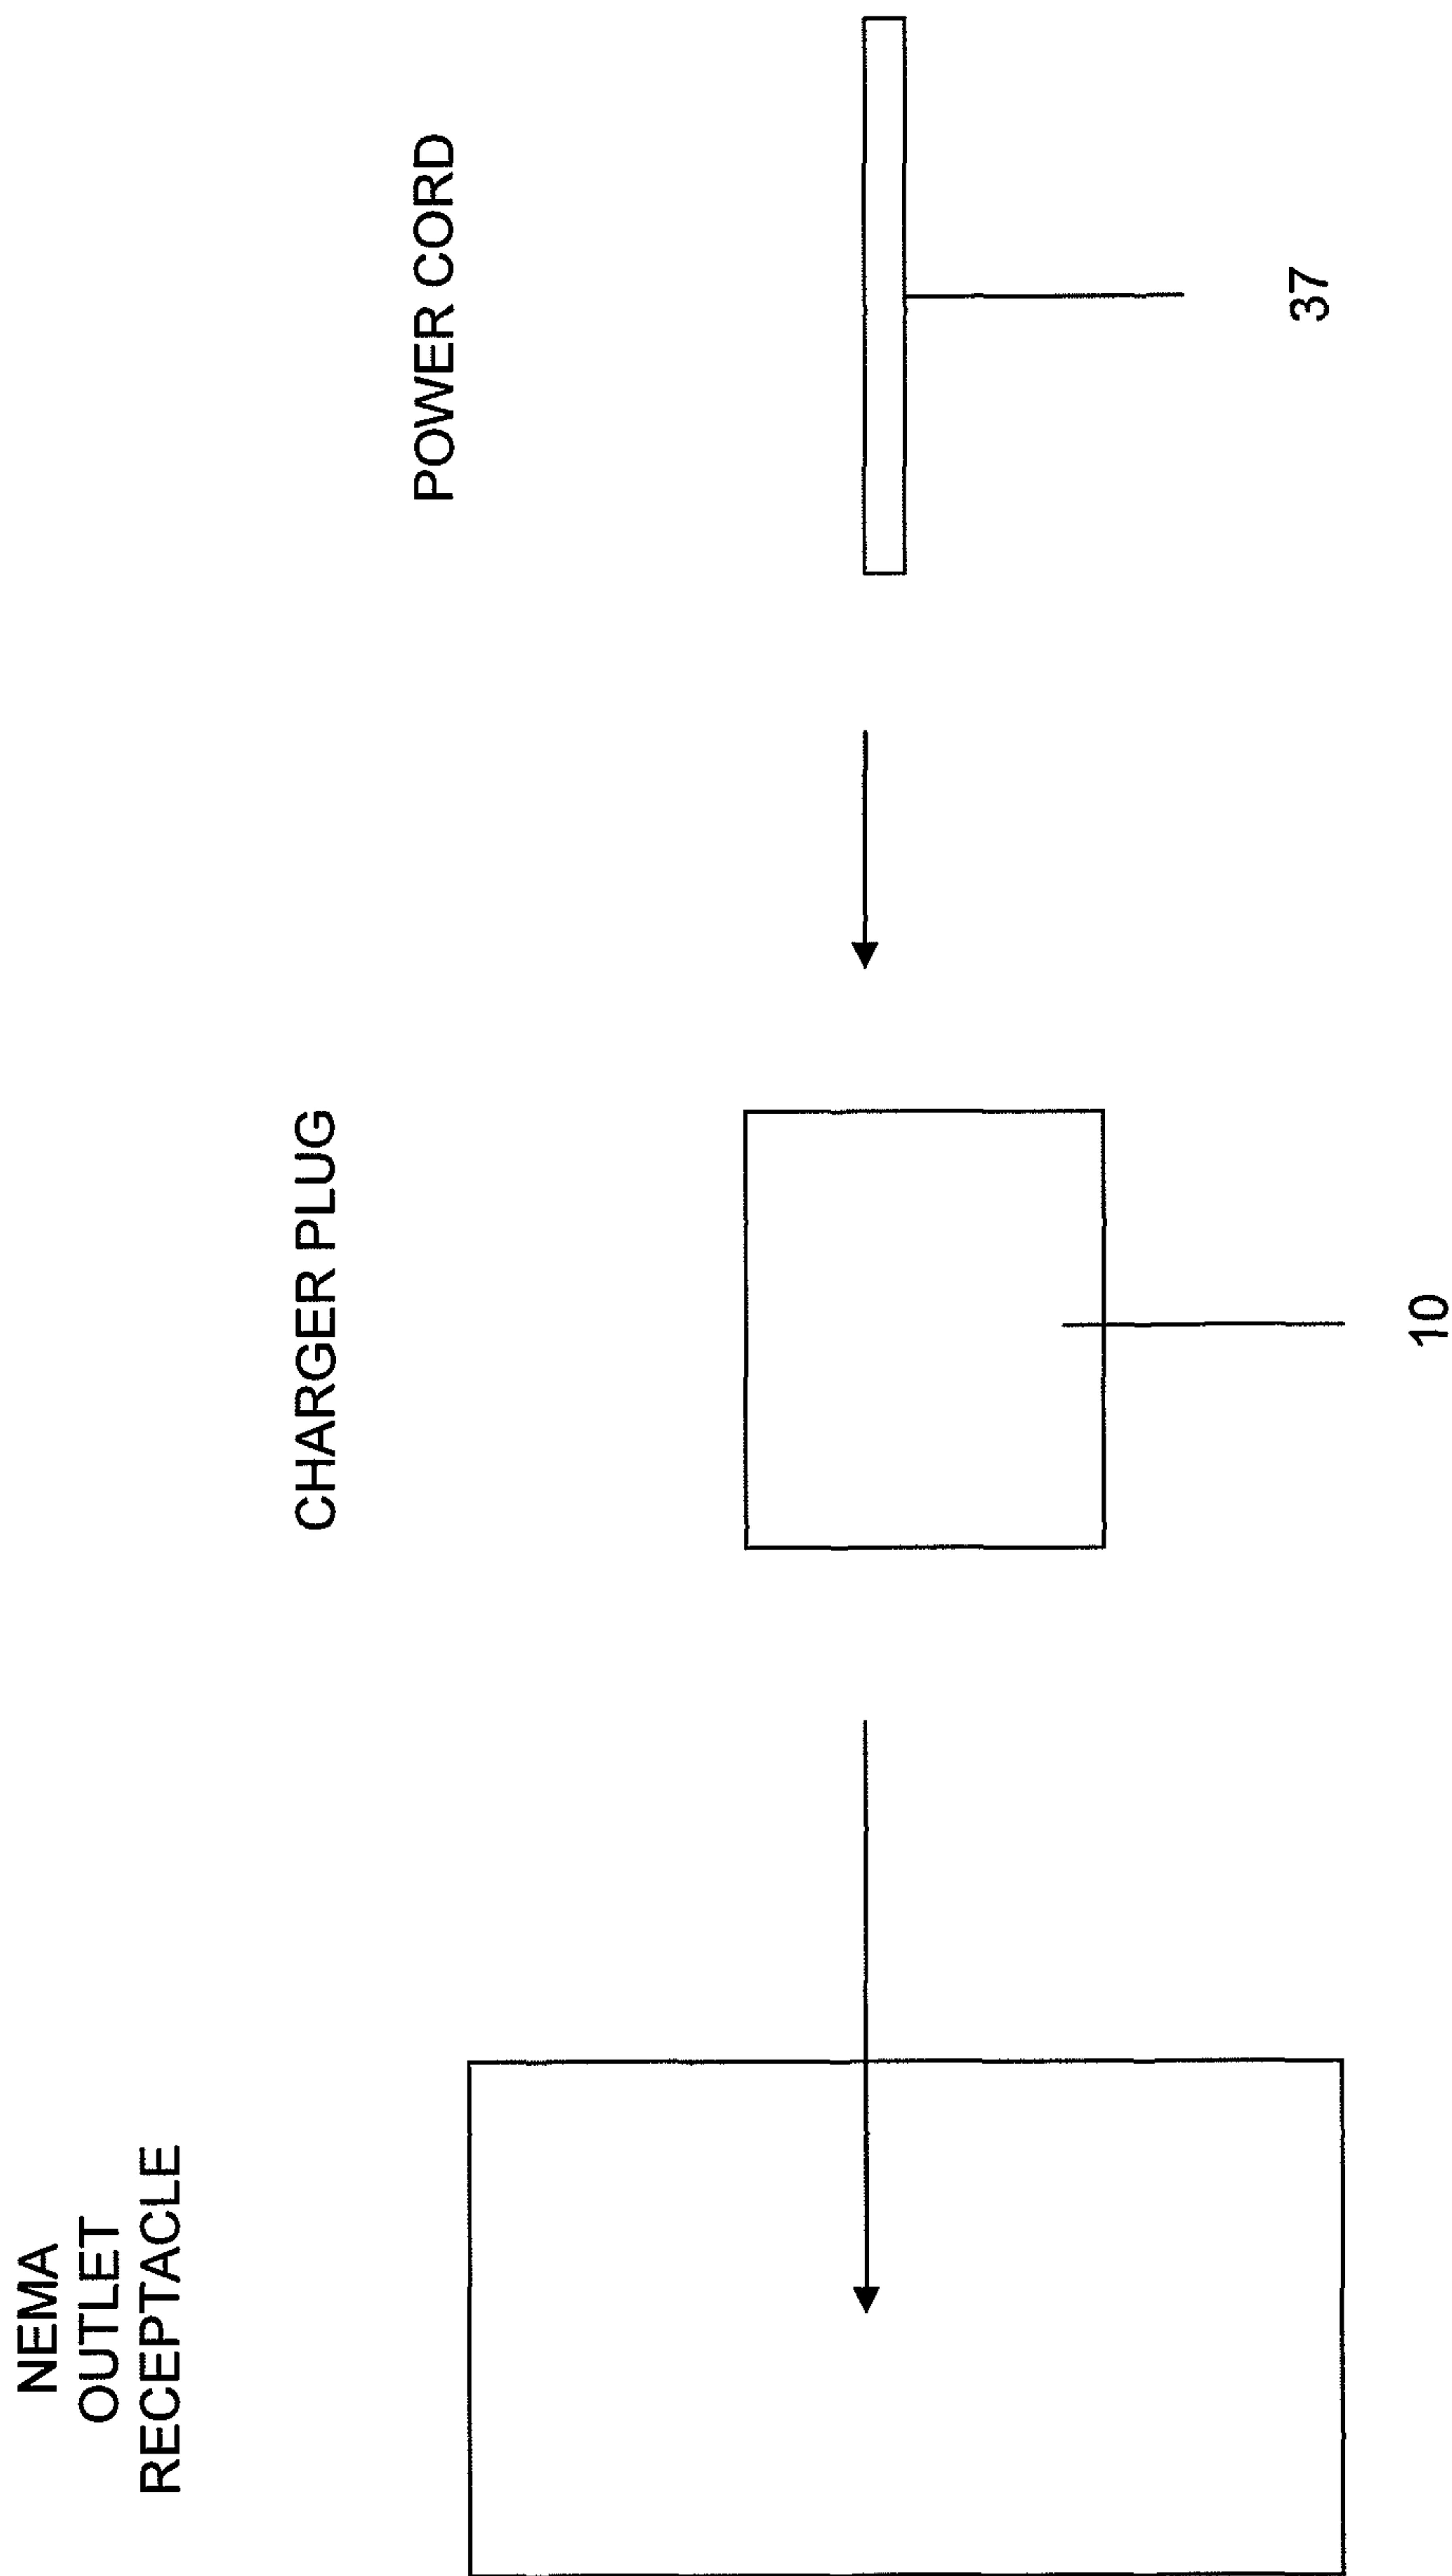 NEMA
OUTLET
RECEPTACLE
CHARGER PLUG
POWER CORD
10
37